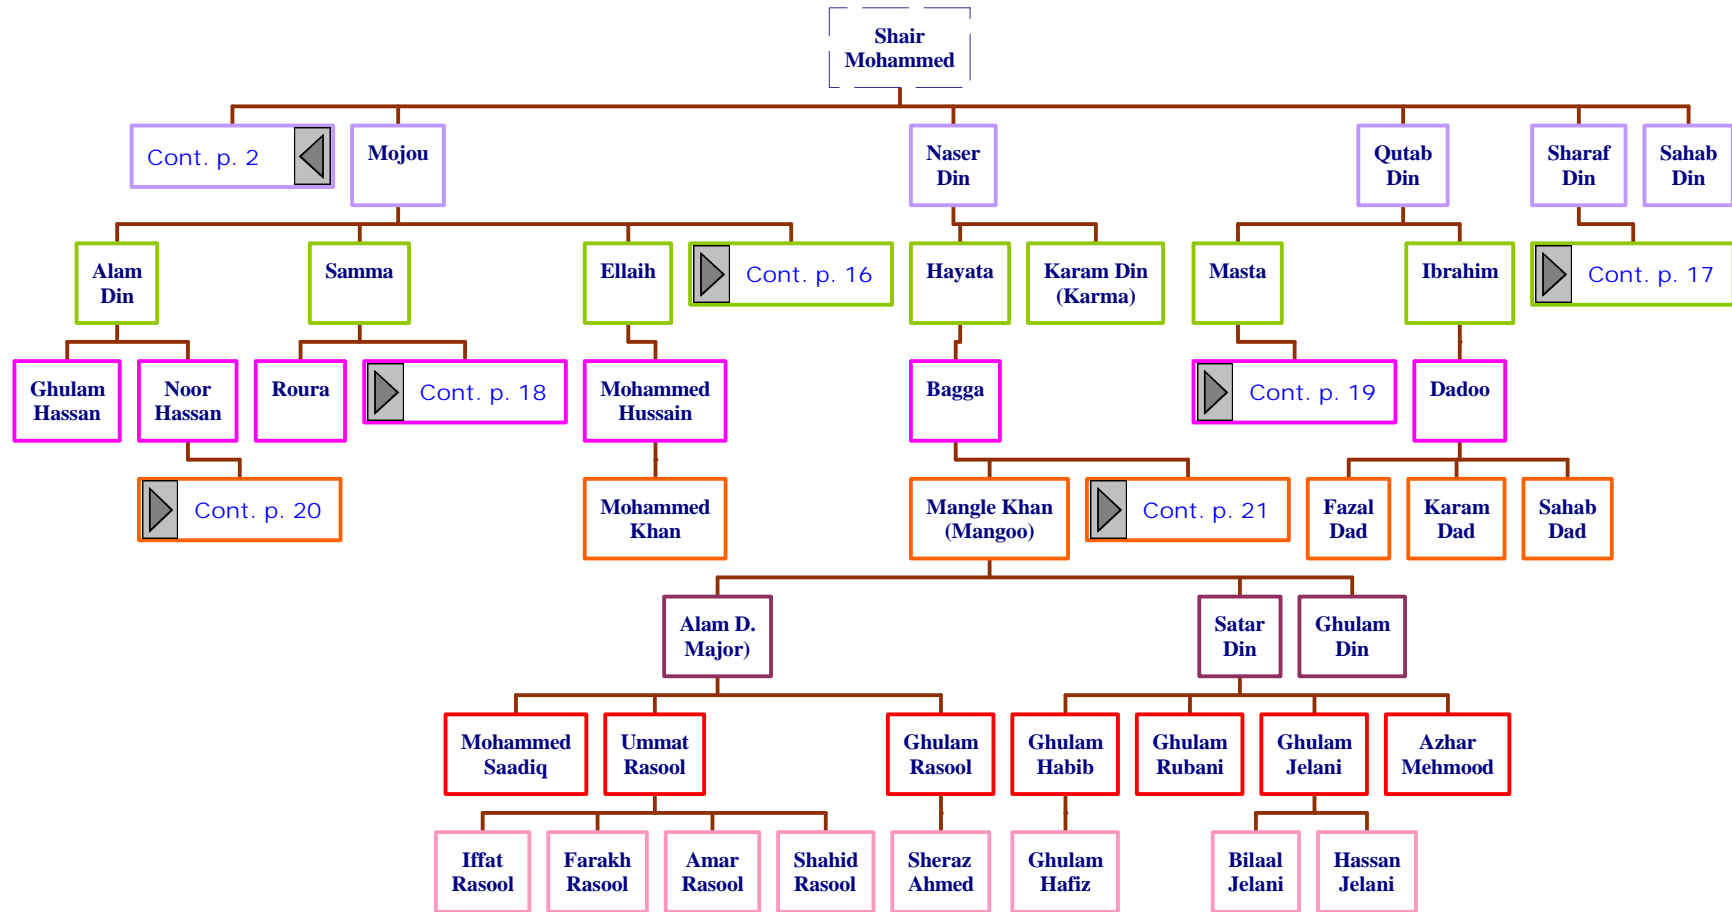 Shair
Mohammed
Cont. p. 2
Mojou
Naser
Din
Qutab
Din
Sharaf
Din
Sahab
Din
Alam
Din
Samma
Ellaih
Cont. p. 16
Hayata
Karam Din
(Karma)
Masta
Ibrahim
Cont. p. 17
Ghulam
Hassan
Noor
Hassan
Roura
Cont. p. 18
Mohammed
Hussain
Bagga
Cont. p. 19
Dadoo
Cont. p. 20
Mohammed
Khan
Mangle Khan
(Mangoo)
Cont. p. 21
Fazal
Dad
Karam
Dad
Sahab
Dad
Alam D.
Major)
Satar
Din
Ghulam
Din
Mohammed
Saadiq
Ummat
Rasool
Ghulam
Rasool
Ghulam
Habib
Ghulam
Rubani
Ghulam
Jelani
Azhar
Mehmood
Iffat
Rasool
Farakh
Rasool
Amar
Rasool
Shahid
Rasool
Sheraz
Ahmed
Ghulam
Hafiz
Bilaal
Jelani
Hassan
Jelani